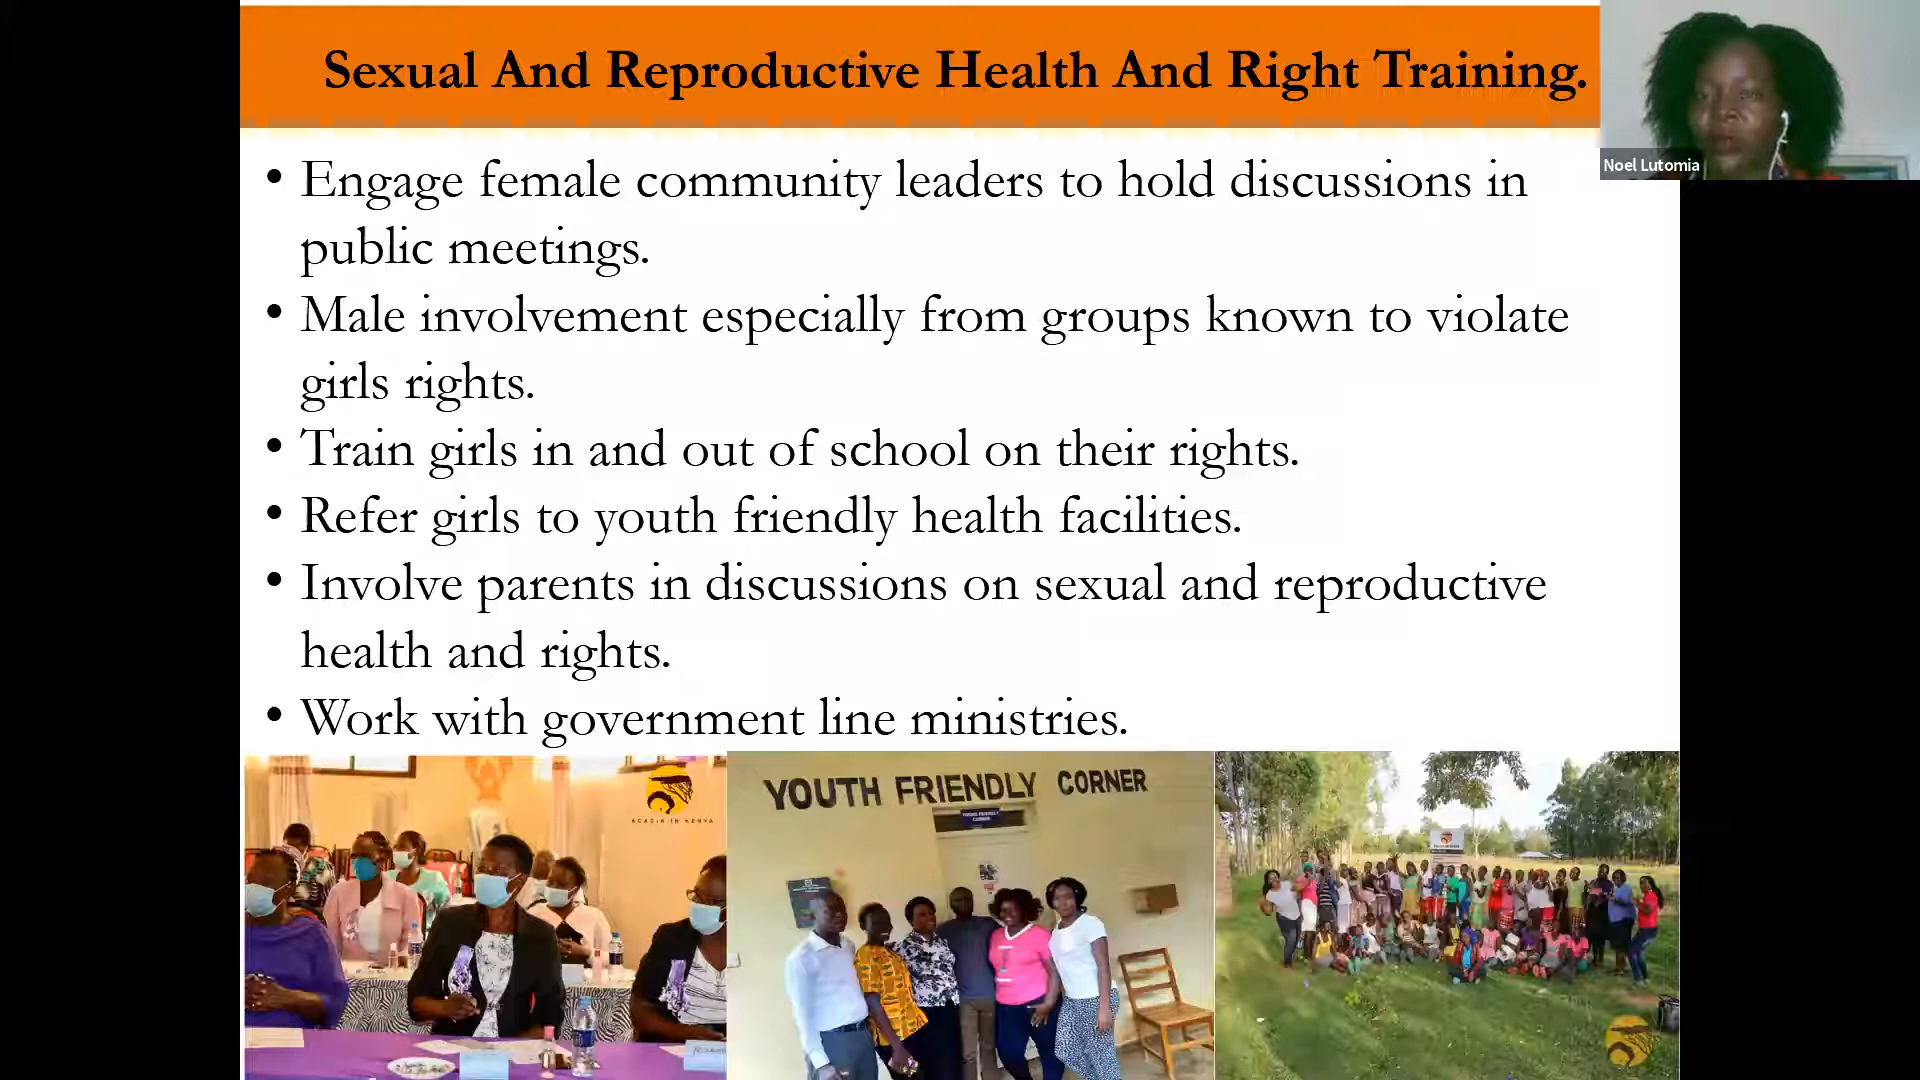 Sexual And Reproductive Health And Right Training.
Noel Lutomia
• Engage female community leaders to hold discussions in
public meetings.
• Male involvement especially from groups known to violate
girls rights.
• Train girls in and out of school on their rights.
• Refer girls to youth friendly health facilities.
• Involve parents in discussions on sexual and reproductive
health and rights.
• Work with government line ministries.
ACACIA IN KENYA
YOUTH FRIENDLY CORNER